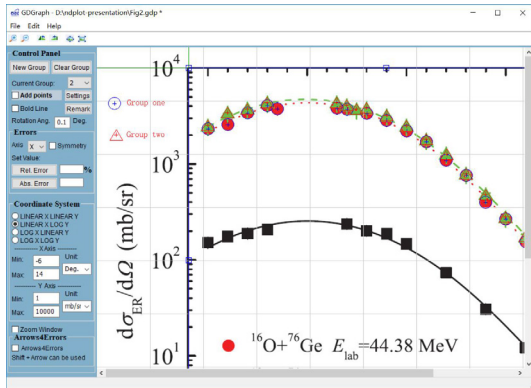 GDGraph - D:\ndplot-presentation\Fig2.gdp *
File Edit Help
Control Panel
New Group Clear Group
Current Group: 2
Add points Settings
Bold Line Remark
Rotation Ang. 0.1 Deg.
Errors
Axis X Symmetry
Set Value:
Rel. Error %
Abs. Error
Coordinate System
LINEAR X LINEAR Y
LINEAR X LOG Y
LOG X LINEAR Y
LOG X LOG Y
X Axis
Min: -6 Unit:
Max: 14 Deg.
Y Axis
Min: 1 Unit:
Max: 10000 mb/sr
Zoom Window
Arrows4Errors
Arrows4Errors
Shift + Arrow can be used
Group one
Group two
10⁴
10³
10²
10¹
dσ_ER/dΩ (mb/sr)
¹⁶O+⁷⁶Ge E_lab=44.38 MeV